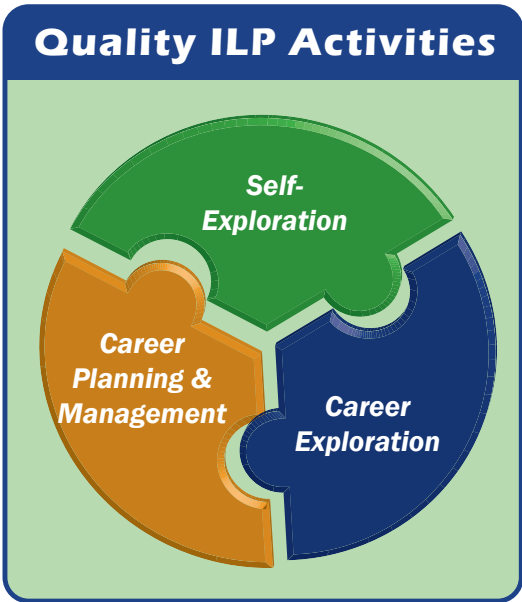 Quality ILP Activities
Self-
Exploration
Career
Planning &
Management
Career
Exploration